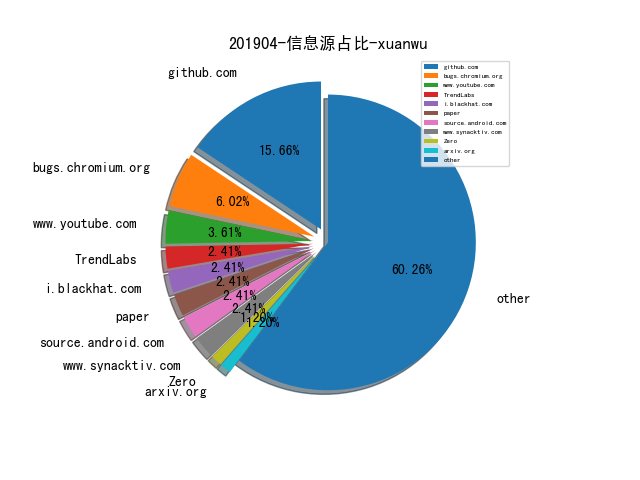 201904-信息源占比-xuanwu
github.com
bugs.chromium.org
www.youtube.com
TrendLabs
i.blackhat.com
paper
source.android.com
www.synacktiv.com
Zero
arxiv.org
other
15.66%
6.02%
3.61%
2.41%
2.41%
2.41%
2.41%
2.41%
1.20%
1.20%
60.26%
github.com
bugs.chromium.org
www.youtube.com
TrendLabs
i.blackhat.com
paper
source.android.com
www.synacktiv.com
Zero
arxiv.org
other